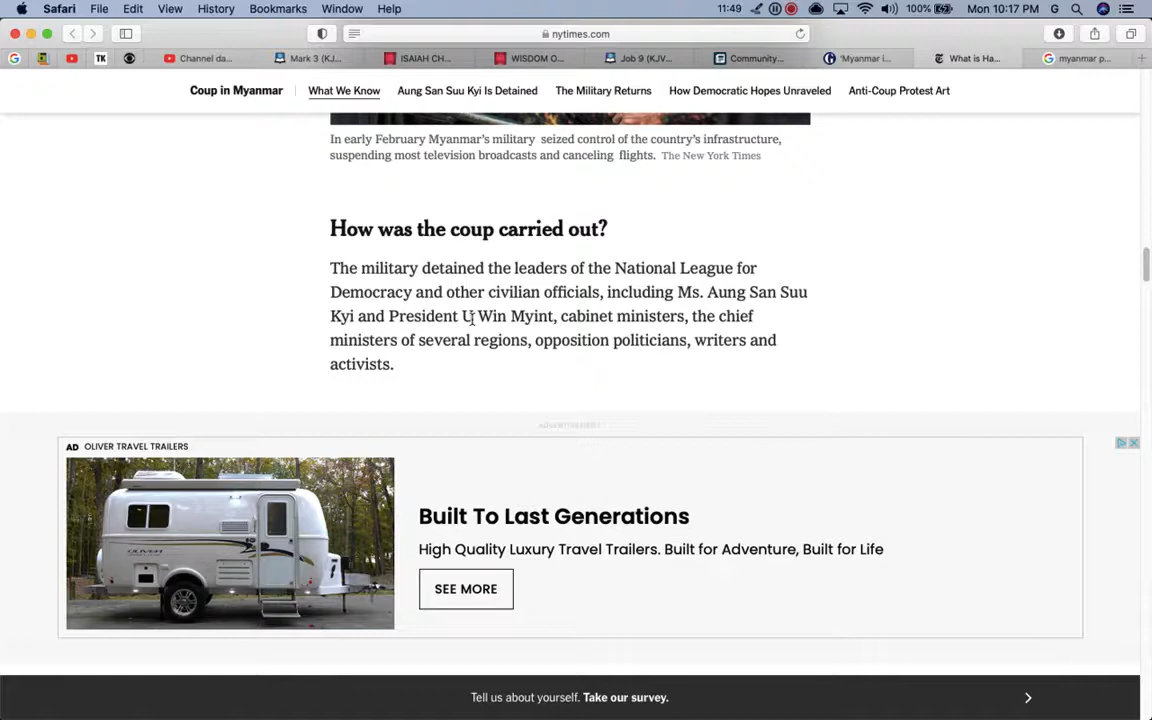 Safari File Edit View History Bookmarks Window Help 11:49 100% Mon 10:17 PM G
nytimes.com
TK Channel da... Mark 3 (KJ... ISAIAH CH... WISDOM O... Job 9 (KJV... Community... 'Myanmar i... What is Ha... myanmar p...
Coup in Myanmar What We Know Aung San Suu Kyi Is Detained The Military Returns How Democratic Hopes Unraveled Anti-Coup Protest Art
In early February Myanmar's military seized control of the country's infrastructure,
suspending most television broadcasts and canceling flights. The New York Times
How was the coup carried out?
The military detained the leaders of the National League for
Democracy and other civilian officials, including Ms. Aung San Suu
Kyi and President U Win Myint, cabinet ministers, the chief
ministers of several regions, opposition politicians, writers and
activists.
ADVERTISEMENT
AD OLIVER TRAVEL TRAILERS
OLIVER
Built To Last Generations
High Quality Luxury Travel Trailers. Built for Adventure, Built for Life
SEE MORE
Tell us about yourself. Take our survey.